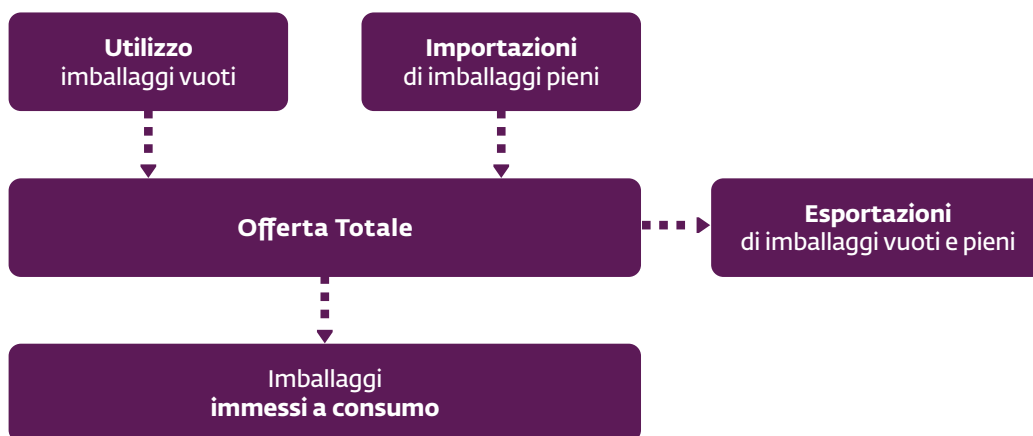 Utilizzo
imballaggi vuoti
Importazioni
di imballaggi pieni
Offerta Totale
Esportazioni
di imballaggi vuoti e pieni
Imballaggi
immessi a consumo